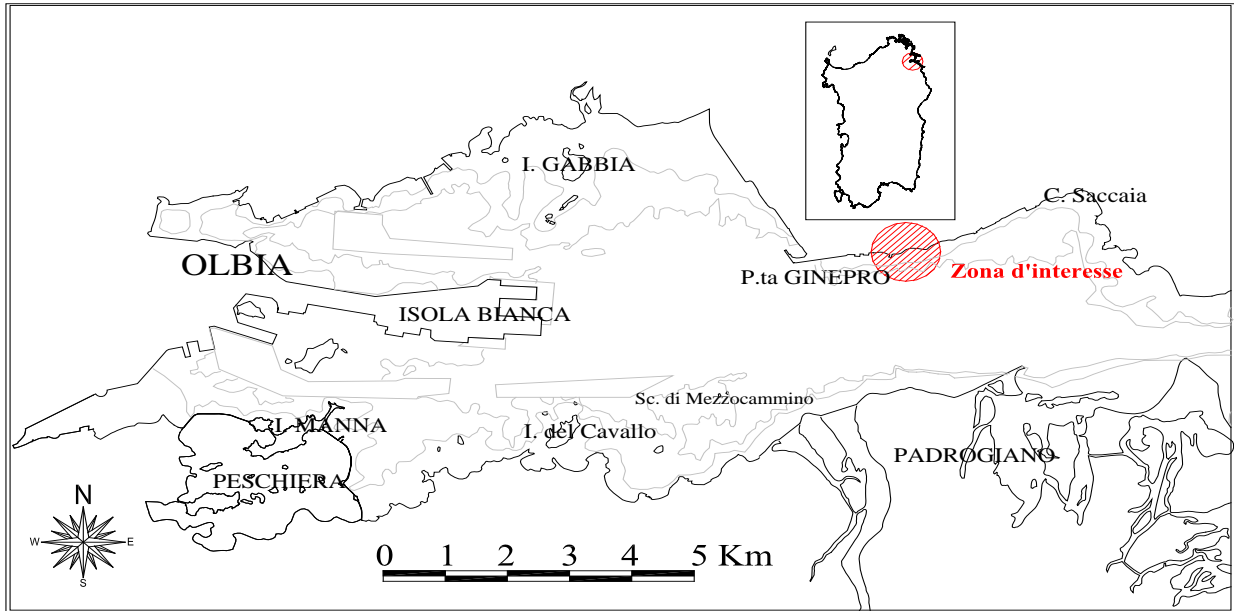 I. GABBIA
C. Saccaia
OLBIA
P.ta GINEPRO
Zona d'interesse
ISOLA BIANCA
Sc. di Mezzocammino
I. MANNA
I. del Cavallo
PADROGIANO
PESCHIERA
N
W
E
S
0 1 2 3 4 5 Km